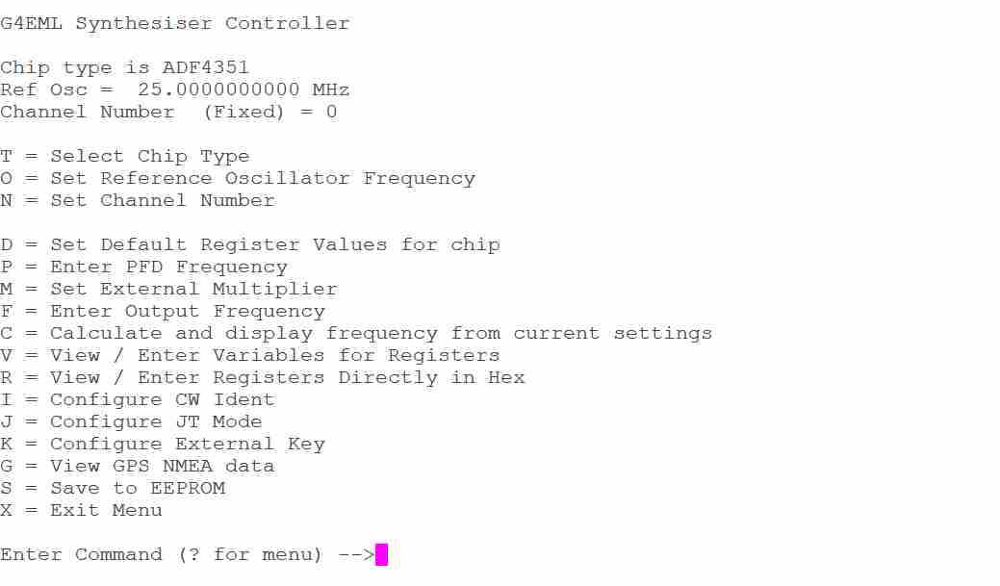 G4EML Synthesiser Controller
Chip type is ADF4351
Ref Osc =  25.0000000000 MHz
Channel Number  (Fixed) = 0
T = Select Chip Type
O = Set Reference Oscillator Frequency
N = Set Channel Number
D = Set Default Register Values for chip
P = Enter PFD Frequency
M = Set External Multiplier
F = Enter Output Frequency
C = Calculate and display frequency from current settings
V = View / Enter Variables for Registers
R = View / Enter Registers Directly in Hex
I = Configure CW Ident
J = Configure JT Mode
K = Configure External Key
G = View GPS NMEA data
S = Save to EEPROM
X = Exit Menu
Enter Command (? for menu) -->